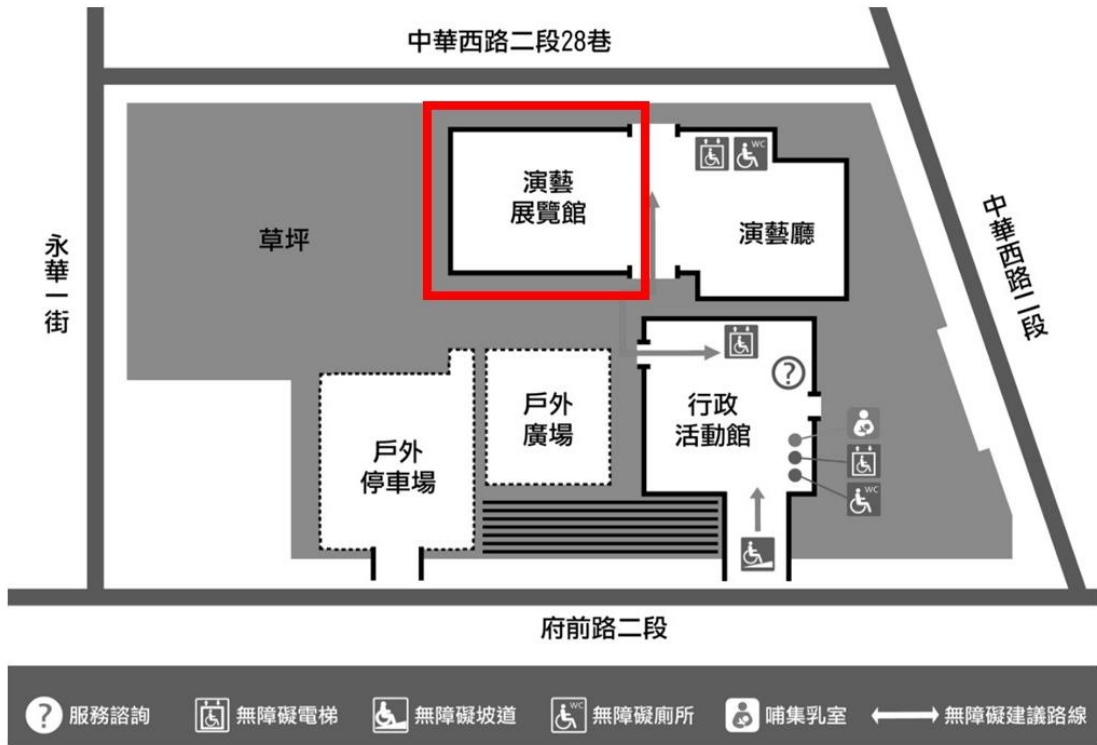 中華西路二段28巷
演藝
展覽館
WC
演藝廳
草坪
永華一街
中華西路二段
?
戶外
廣場
行政
活動館
戶外
停車場
WC
府前路二段
? 服務諮詢
無障礙電梯
無障礙坡道
WC 無障礙廁所
哺集乳室
無障礙建議路線